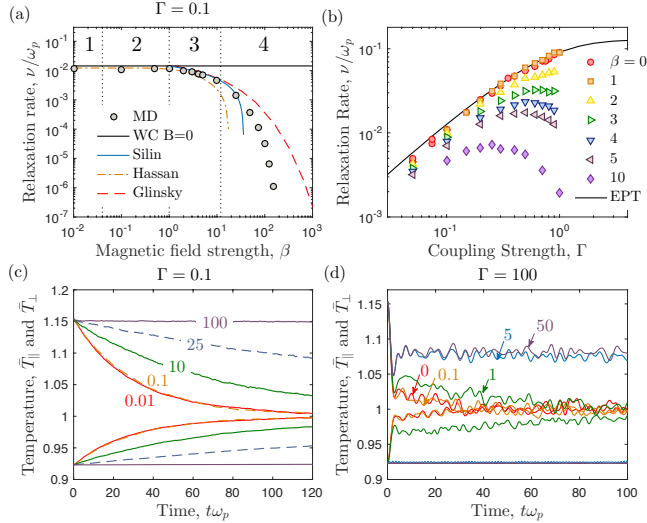 (a)
Γ = 0.1
1 2 3 4
MD
WC B=0
Silin
Hassan
Glinsky
10^0
10^-1
10^-2
10^-3
10^-4
10^-5
10^-6
10^-7
Relaxation rate, ν/ω_p
10^-2 10^-1 10^0 10^1 10^2 10^3
Magnetic field strength, β
(b)
10^-1
10^-2
10^-3
Relaxation Rate, ν/ω_p
β = 0
1
2
3
4
5
10
EPT
10^-1 10^0
Coupling Strength, Γ
(c)
Γ = 0.1
1.15
1.1
1.05
1
0.95
0.9
Temperature, T̄_∥ and T̄_⊥
100
25
10
0.1
0.01
0 20 40 60 80 100 120
Time, tω_p
(d)
Γ = 100
1.15
1.1
1.05
1
0.95
0.9
Temperature, T̄_∥ and T̄_⊥
50
5
0
0.1
1
0 20 40 60 80 100
Time, tω_p